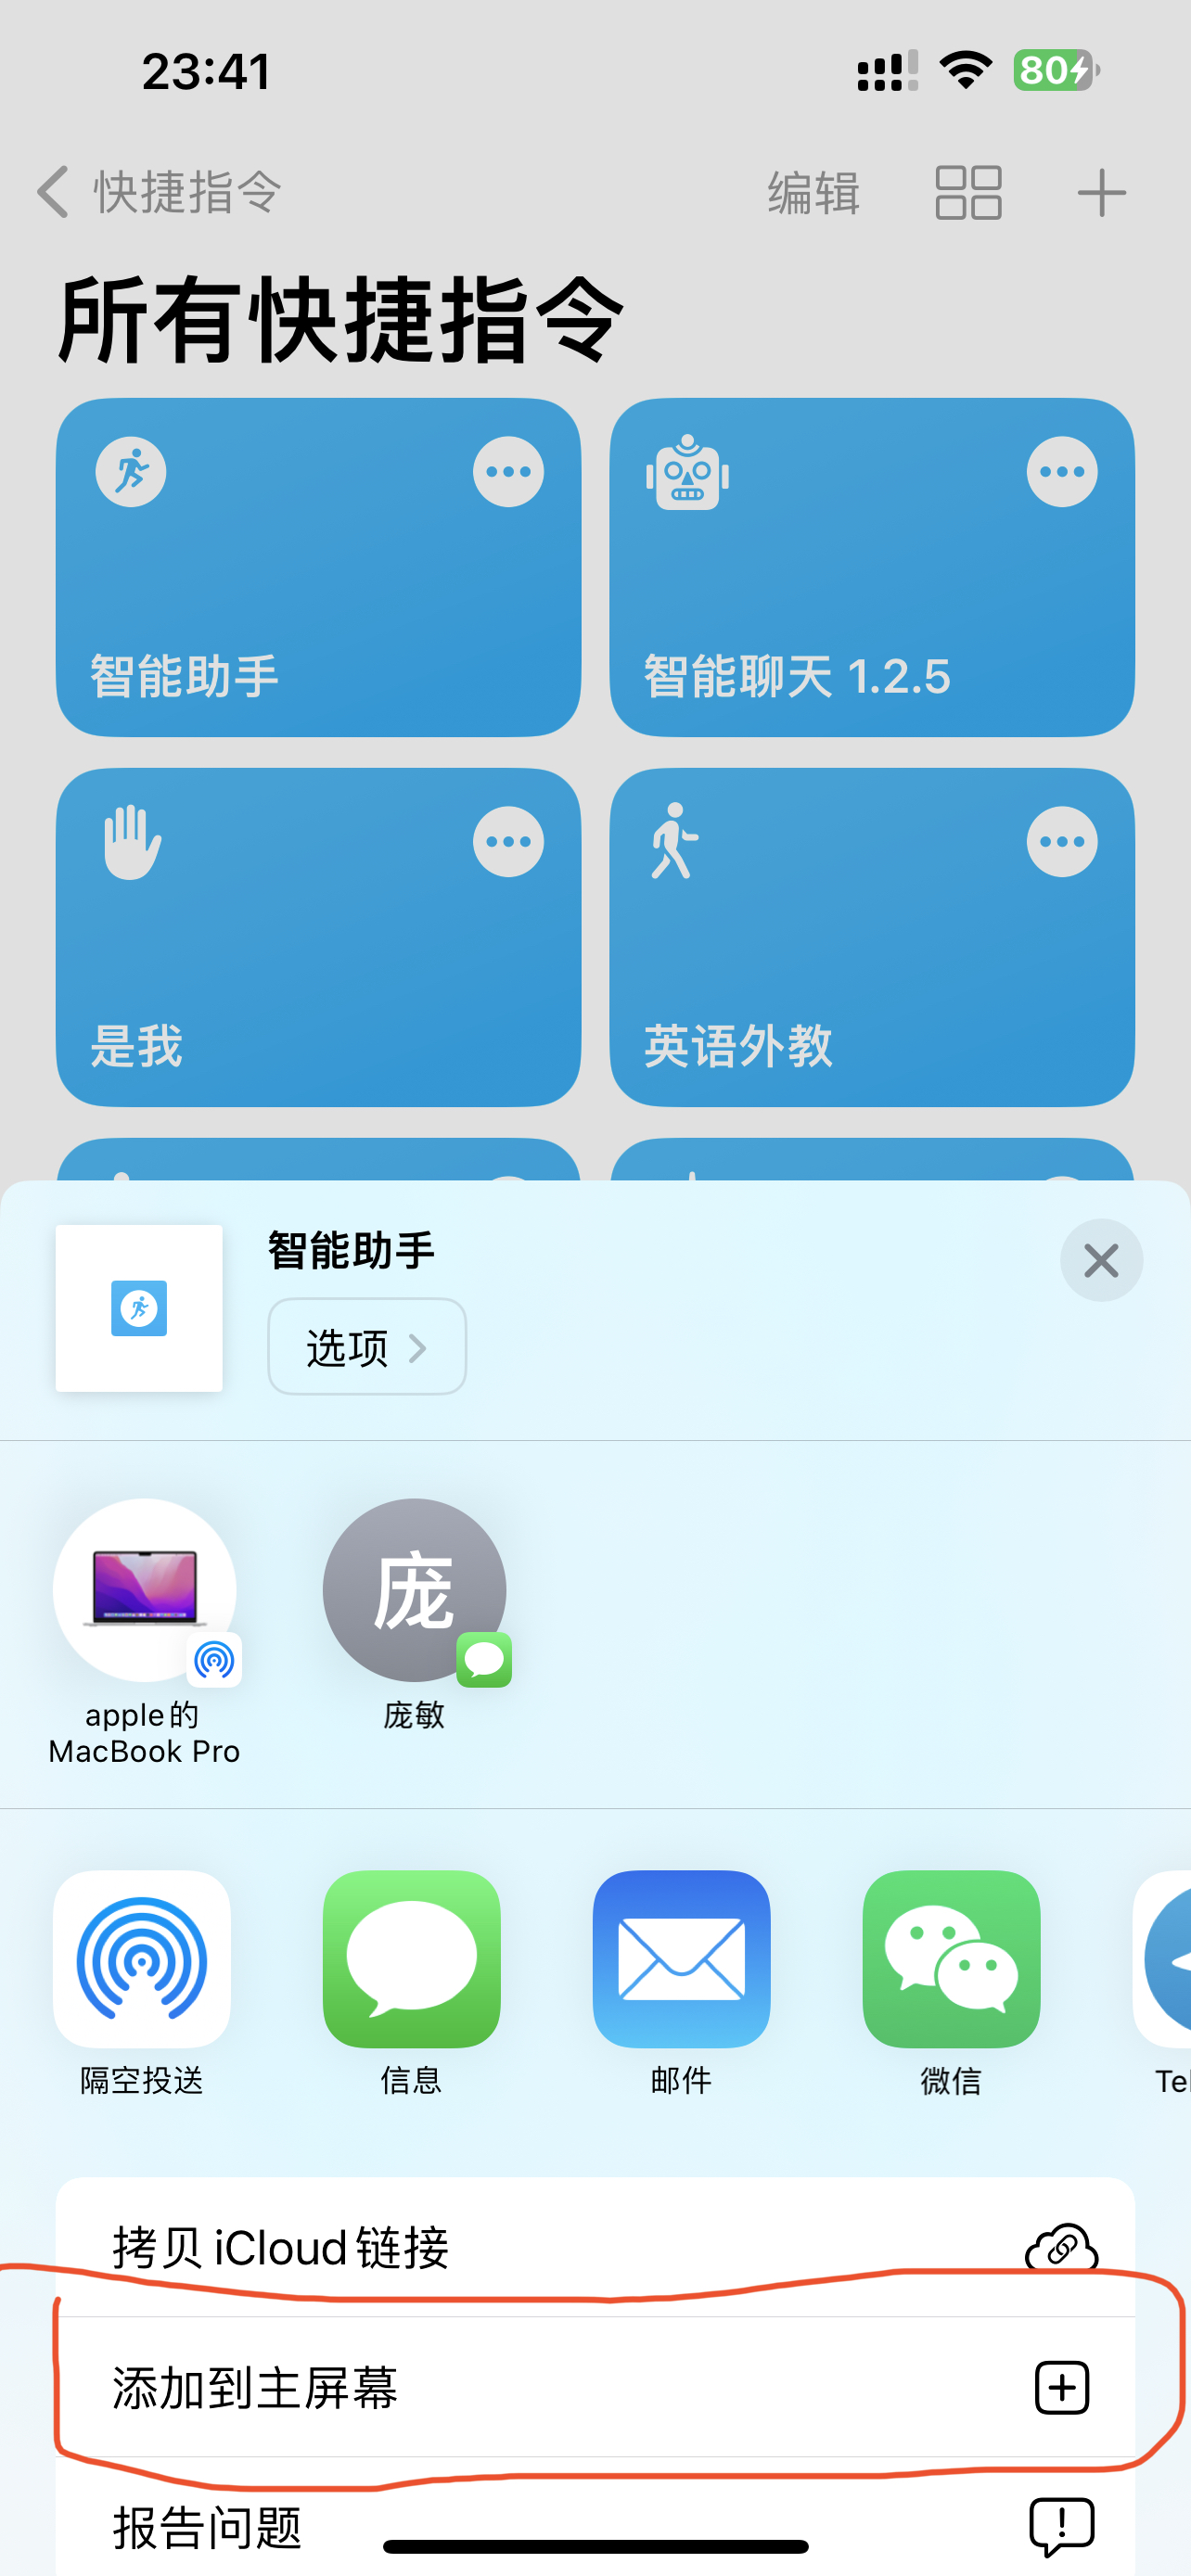 23:41
80
快捷指令
编辑
所有快捷指令
智能助手
智能聊天 1.2.5
是我
英语外教
智能助手
选项
庞
apple的
MacBook Pro
庞敏
隔空投送
信息
邮件
微信
Tel
拷贝 iCloud 链接
添加到主屏幕
报告问题